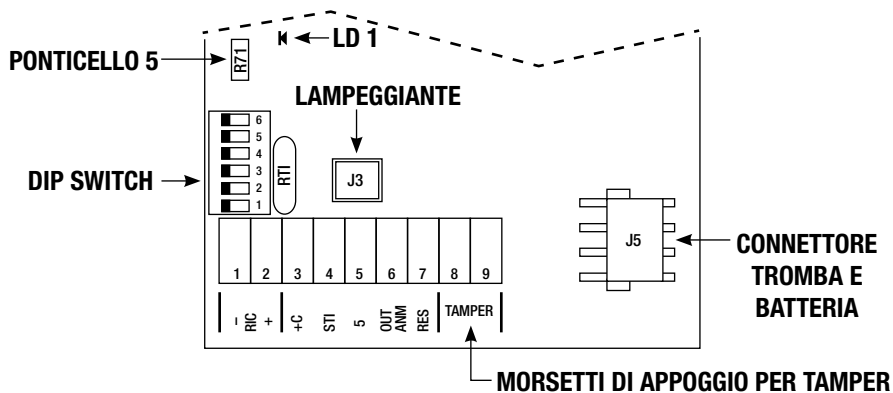 LD 1
PONTICELLO 5
R71
LAMPEGGIANTE
6
5
4
3
2
1
DIP SWITCH
RTI
J3
J5
CONNETTORE
TROMBA E
BATTERIA
1 2 3 4 5 6 7 8 9
– RIC +
+C
STI
5
OUT
ANM
RES
TAMPER
MORSETTI DI APPOGGIO PER TAMPER